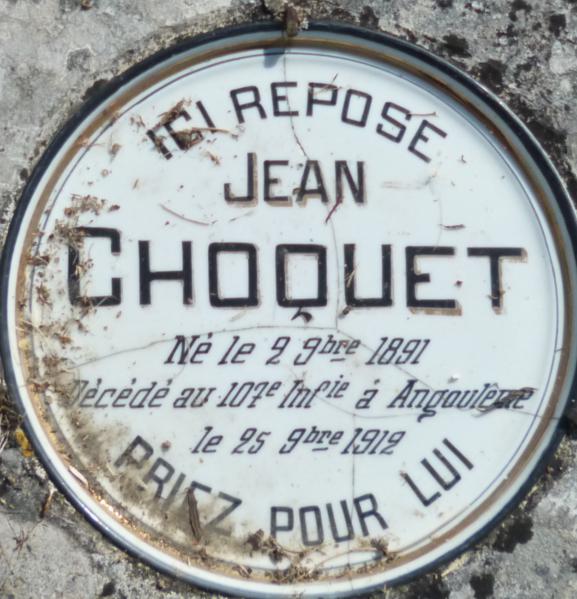 ICI REPOSE
JEAN
CHOQUET
Né le 2 9bre 1891
Décédé au 107e Infie á Angoulême
le 25 9bre 1912
PRIEZ POUR LUI